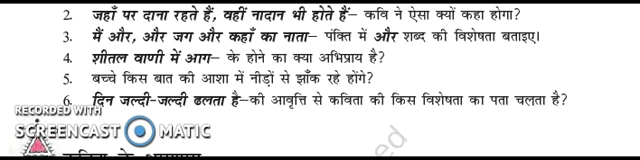 2. जहाँ पर दाना रहते हैं, वहीं नादान भी होते हैं– कवि ने ऐसा क्यों कहा होगा?
3. मैं और, और जग और कहाँ का नाता– पंक्ति में और शब्द की विशेषता बताइए।
4. शीतल वाणी में आग– के होने का क्या अभिप्राय है?
5. बच्चे किस बात की आशा में नीड़ों से झाँक रहे होंगे?
6. दिन जल्दी-जल्दी ढलता है–की आवृत्ति से कविता की किस विशेषता का पता चलता है?
RECORDED WITH
SCREENCAST MATIC